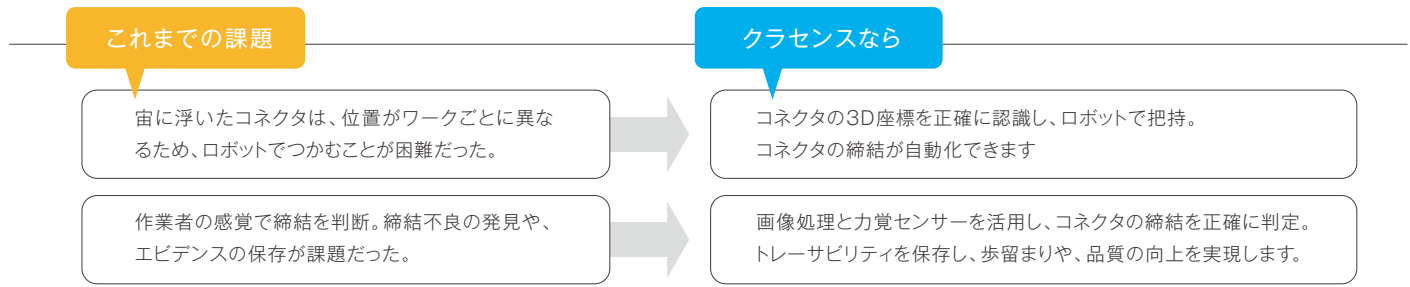 これまでの課題
クラセンスなら
宙に浮いたコネクタは、位置がワークごとに異な
るため、ロボットでつかむことが困難だった。
コネクタの3D座標を正確に認識し、ロボットで把持。
コネクタの締結が自動化できます
作業者の感覚で締結を判断。締結不良の発見や、
エビデンスの保存が課題だった。
画像処理と力覚センサーを活用し、コネクタの締結を正確に判定。
トレーサビリティを保存し、歩留まりや、品質の向上を実現します。